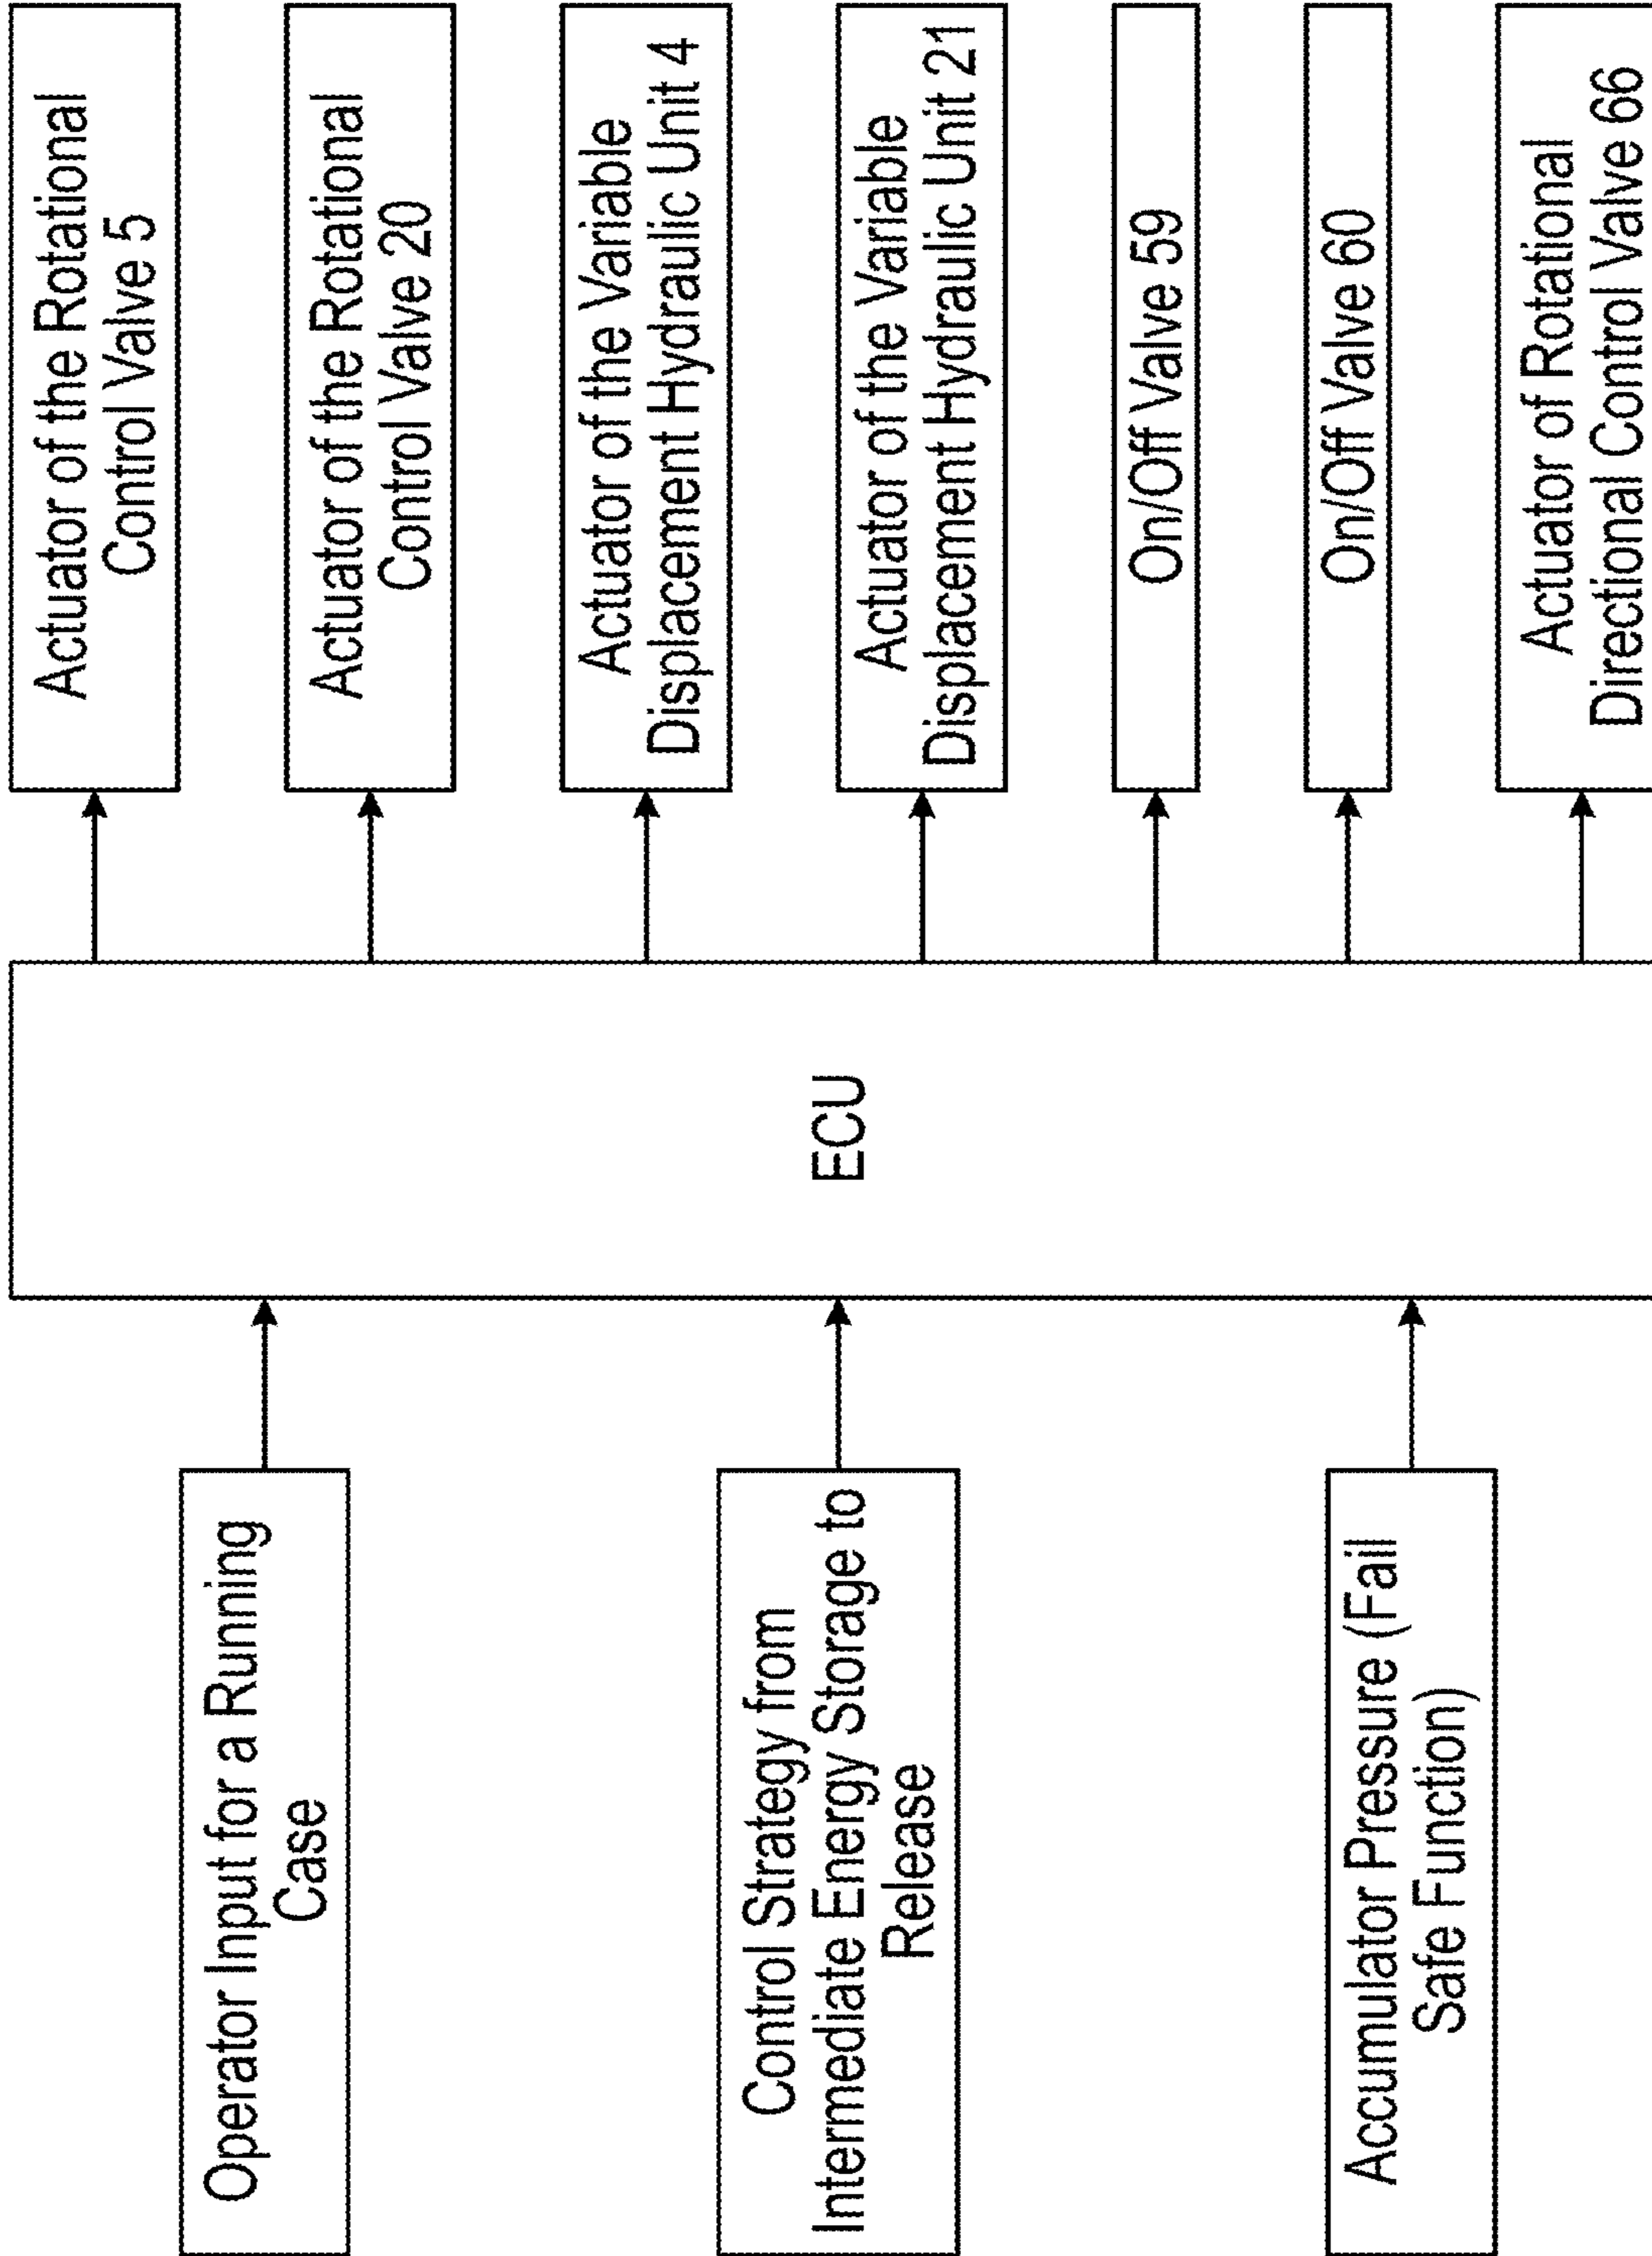 Operator Input for a Running
Case
Control Strategy from
Intermediate Energy Storage to
Release
Accumulator Pressure (Fail
Safe Function)
ECU
Actuator of the Rotational
Control Valve 5
Actuator of the Rotational
Control Valve 20
Actuator of the Variable
Displacement Hydraulic Unit 4
Actuator of the Variable
Displacement Hydraulic Unit 21
On/Off Valve 59
On/Off Valve 60
Actuator of Rotational
Directional Control Valve 66